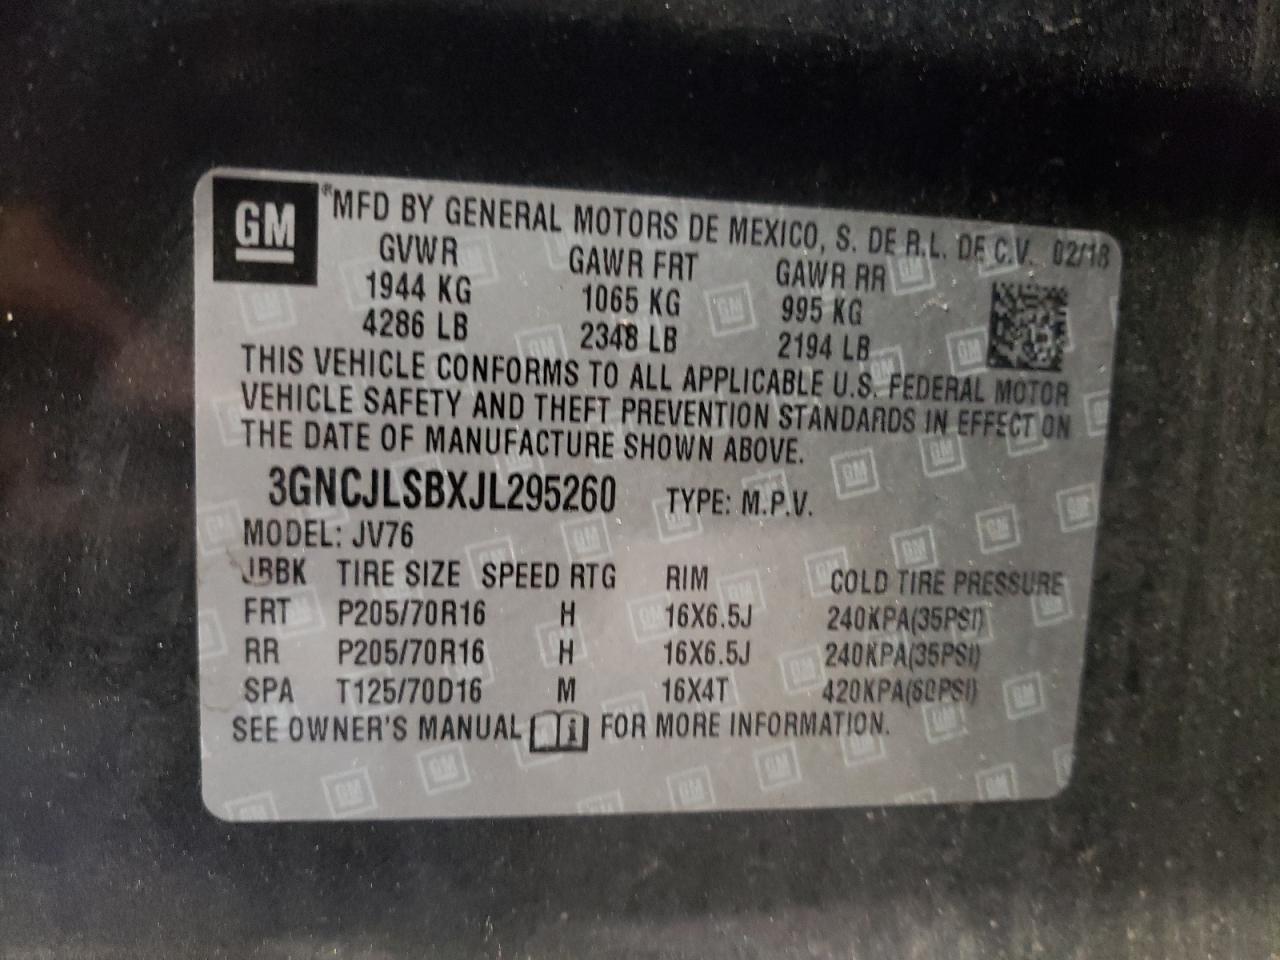 GM ®MFD BY GENERAL MOTORS DE MEXICO, S. DE R.L. DE C.V. 02/18
GVWR GAWR FRT GAWR RR
1944 KG 1065 KG 995 KG
4286 LB 2348 LB 2194 LB
THIS VEHICLE CONFORMS TO ALL APPLICABLE U.S. FEDERAL MOTOR
VEHICLE SAFETY AND THEFT PREVENTION STANDARDS IN EFFECT ON
THE DATE OF MANUFACTURE SHOWN ABOVE.
3GNCJLSBXJL295260 TYPE: M.P.V.
MODEL: JV76
JBBK TIRE SIZE SPEED RTG RIM COLD TIRE PRESSURE
FRT P205/70R16 H 16X6.5J 240KPA(35PSI)
RR P205/70R16 H 16X6.5J 240KPA(35PSI)
SPA T125/70D16 M 16X4T 420KPA(60PSI)
SEE OWNER'S MANUAL i FOR MORE INFORMATION.